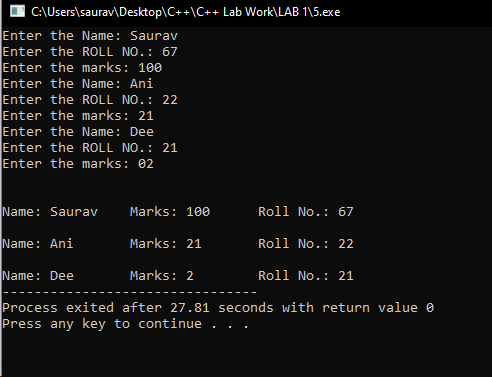 C:\Users\saurav\Desktop\C++\C++ Lab Work\LAB 1\5.exe
Enter the Name: Saurav
Enter the ROLL NO.: 67
Enter the marks: 100
Enter the Name: Ani
Enter the ROLL NO.: 22
Enter the marks: 21
Enter the Name: Dee
Enter the ROLL NO.: 21
Enter the marks: 02
Name: Saurav    Marks: 100      Roll No.: 67
Name: Ani       Marks: 21       Roll No.: 22
Name: Dee       Marks: 2        Roll No.: 21
--------------------------------
Process exited after 27.81 seconds with return value 0
Press any key to continue . . .